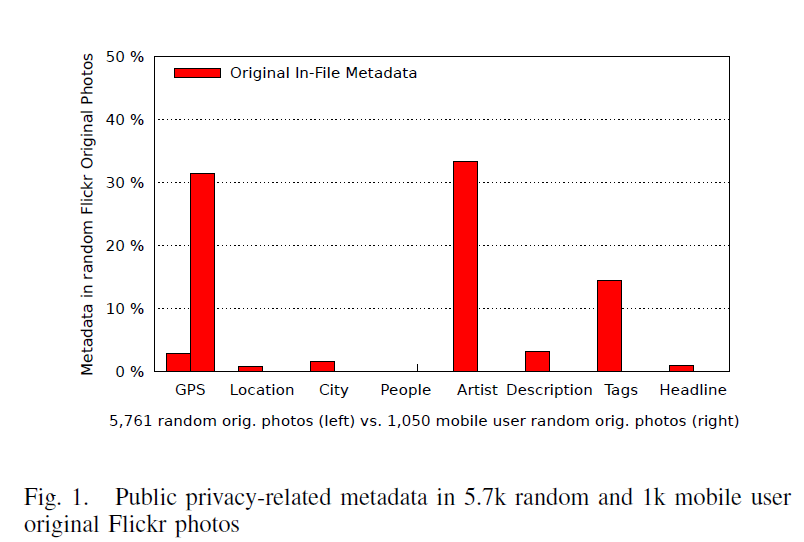 50 %
40 %
30 %
20 %
10 %
0 %
Metadata in random Flickr Original Photos
Original In-File Metadata
GPS Location City People Artist Description Tags Headline
5,761 random orig. photos (left) vs. 1,050 mobile user random orig. photos (right)
Fig. 1. Public privacy-related metadata in 5.7k random and 1k mobile user
original Flickr photos